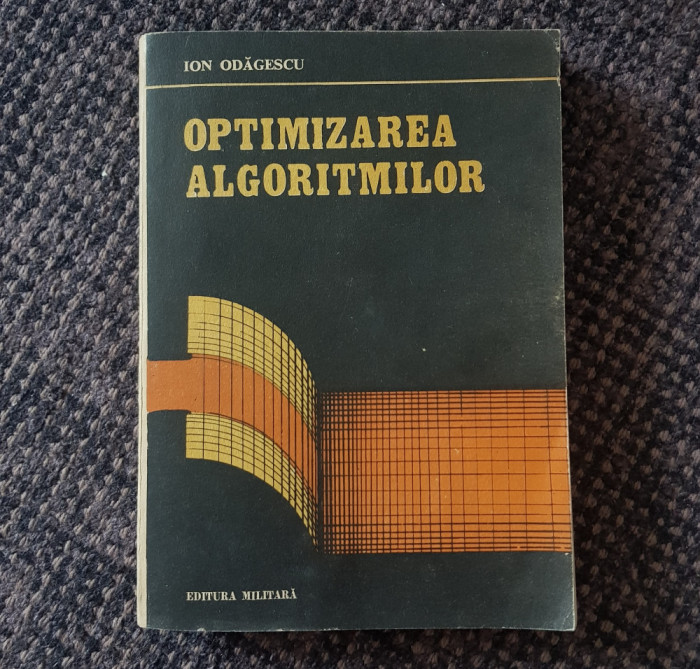 ION ODĂGESCU
OPTIMIZAREA
ALGORITMILOR
EDITURA MILITARĂ